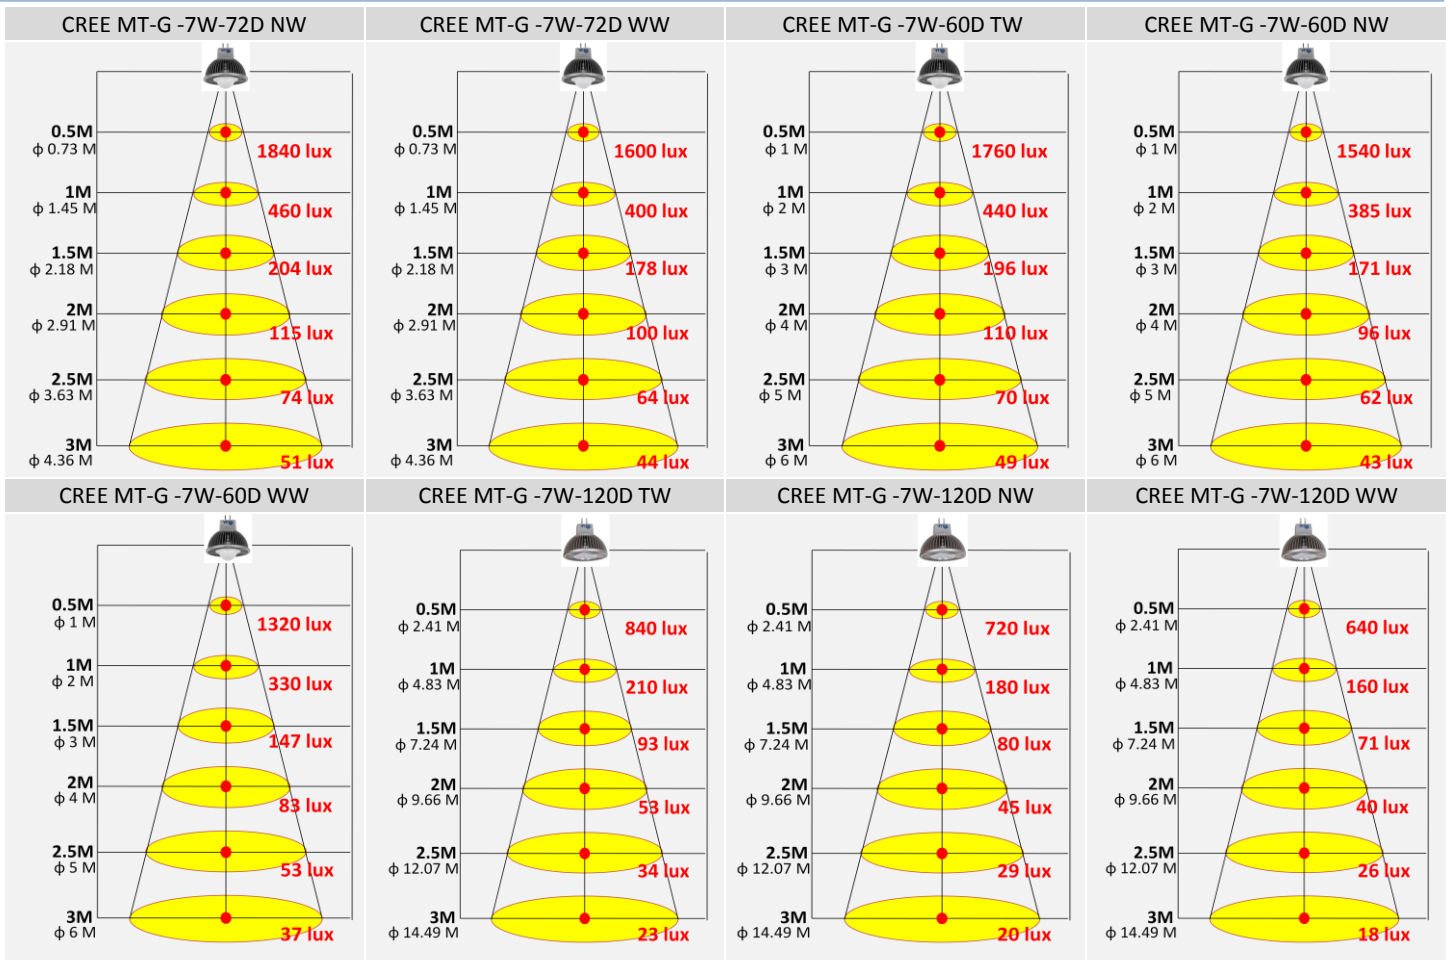 CREE MT-G -7W-72D NW
0.5M
ϕ 0.73 M
1840 lux
1M
ϕ 1.45 M
460 lux
1.5M
ϕ 2.18 M
204 lux
2M
ϕ 2.91 M
115 lux
2.5M
ϕ 3.63 M
74 lux
3M
ϕ 4.36 M
51 lux
CREE MT-G -7W-72D WW
0.5M
ϕ 0.73 M
1600 lux
1M
ϕ 1.45 M
400 lux
1.5M
ϕ 2.18 M
178 lux
2M
ϕ 2.91 M
100 lux
2.5M
ϕ 3.63 M
64 lux
3M
ϕ 4.36 M
44 lux
CREE MT-G -7W-60D TW
0.5M
ϕ 1 M
1760 lux
1M
ϕ 2 M
440 lux
1.5M
ϕ 3 M
196 lux
2M
ϕ 4 M
110 lux
2.5M
ϕ 5 M
70 lux
3M
ϕ 6 M
49 lux
CREE MT-G -7W-60D NW
0.5M
ϕ 1 M
1540 lux
1M
ϕ 2 M
385 lux
1.5M
ϕ 3 M
171 lux
2M
ϕ 4 M
96 lux
2.5M
ϕ 5 M
62 lux
3M
ϕ 6 M
43 lux
CREE MT-G -7W-60D WW
0.5M
ϕ 1 M
1320 lux
1M
ϕ 2 M
330 lux
1.5M
ϕ 3 M
147 lux
2M
ϕ 4 M
83 lux
2.5M
ϕ 5 M
53 lux
3M
ϕ 6 M
37 lux
CREE MT-G -7W-120D TW
0.5M
ϕ 2.41 M
840 lux
1M
ϕ 4.83 M
210 lux
1.5M
ϕ 7.24 M
93 lux
2M
ϕ 9.66 M
53 lux
2.5M
ϕ 12.07 M
34 lux
3M
ϕ 14.49 M
23 lux
CREE MT-G -7W-120D NW
0.5M
ϕ 2.41 M
720 lux
1M
ϕ 4.83 M
180 lux
1.5M
ϕ 7.24 M
80 lux
2M
ϕ 9.66 M
45 lux
2.5M
ϕ 12.07 M
29 lux
3M
ϕ 14.49 M
20 lux
CREE MT-G -7W-120D WW
0.5M
ϕ 2.41 M
640 lux
1M
ϕ 4.83 M
160 lux
1.5M
ϕ 7.24 M
71 lux
2M
ϕ 9.66 M
40 lux
2.5M
ϕ 12.07 M
26 lux
3M
ϕ 14.49 M
18 lux